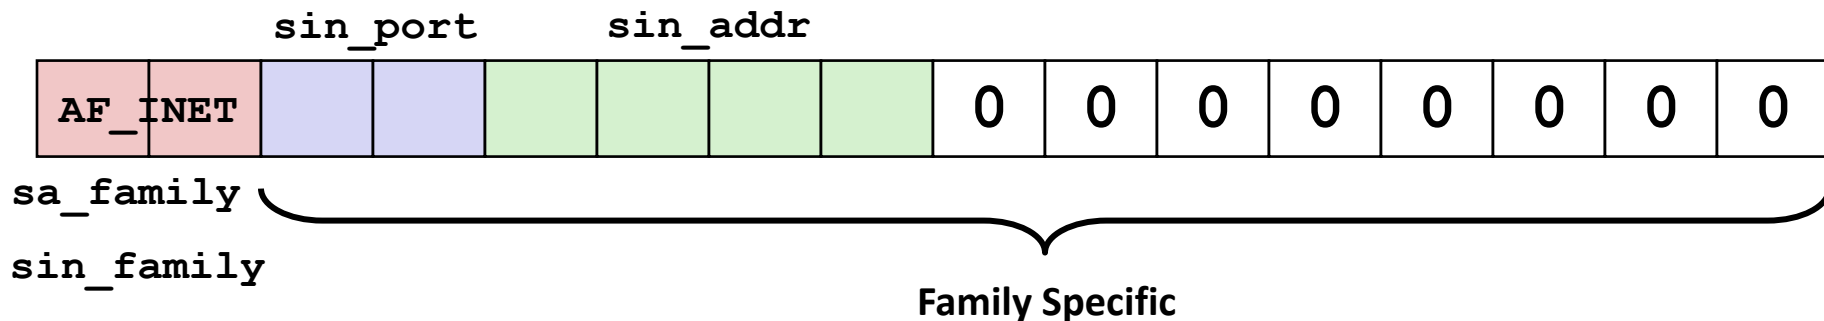 sin_port sin_addr
AF_INET 0 0 0 0 0 0 0 0
sa_family
sin_family
Family Specific